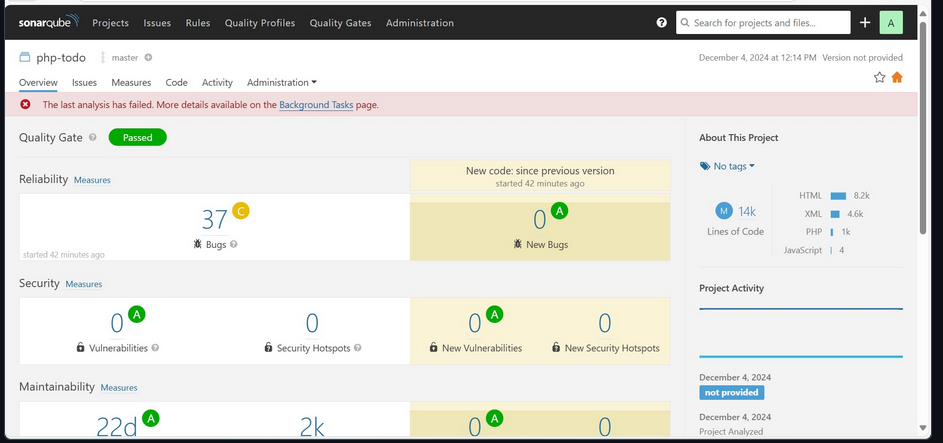 sonarqube Projects Issues Rules Quality Profiles Quality Gates Administration ? Search for projects and files... + A
php-todo master
December 4, 2024 at 12:14 PM Version not provided
Overview Issues Measures Code Activity Administration
The last analysis has failed. More details available on the Background Tasks page.
Quality Gate ? Passed
Reliability Measures
New code: since previous version
started 42 minutes ago
37 C
Bugs ?
started 42 minutes ago
0 A
New Bugs
Security Measures
0 A
Vulnerabilities ?
0
Security Hotspots ?
0 A
New Vulnerabilities
0
New Security Hotspots
Maintainability Measures
22d A
2k
0 A
0
About This Project
No tags
M 14k
Lines of Code
HTML 8.2k
XML 4.6k
PHP 1k
JavaScript 4
Project Activity
December 4, 2024
not provided
December 4, 2024
Project Analyzed